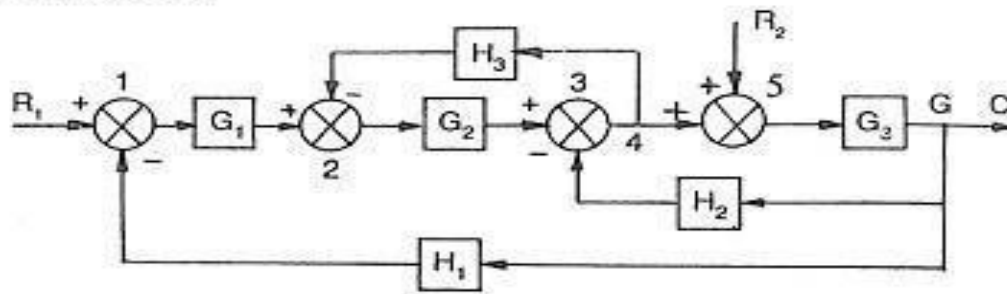 H₃
R₂
1
3
5
R₁ + G₁ + − G₂ + + + G₃ G C
−
2
−
4
H₂
H₁